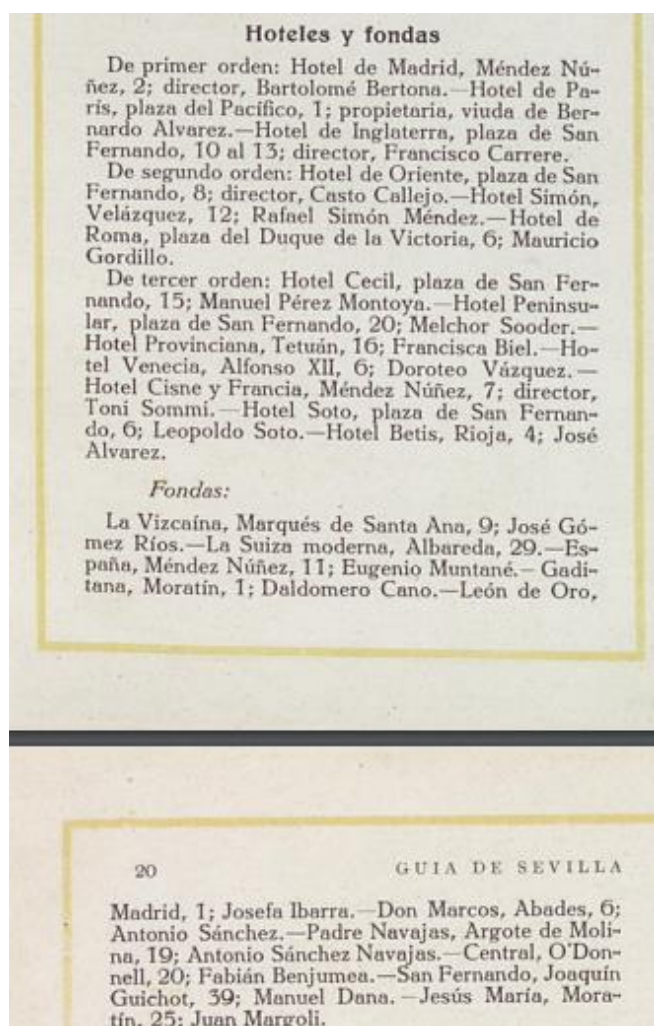 Hoteles y fondas
De primer orden: Hotel de Madrid, Méndez Nú-
ñez, 2; director, Bartolomé Bertona.—Hotel de Pa-
rís, plaza del Pacífico, 1; propietaria, viuda de Ber-
nardo Alvarez.—Hotel de Inglaterra, plaza de San
Fernando, 10 al 13; director, Francisco Carrere.
De segundo orden: Hotel de Oriente, plaza de San
Fernando, 8; director, Casto Callejo.—Hotel Simón,
Velázquez, 12; Rafael Simón Méndez.—Hotel de
Roma, plaza del Duque de la Victoria, 6; Mauricio
Gordillo.
De tercer orden: Hotel Cecil, plaza de San Fer-
nando, 15; Manuel Pérez Montoya.—Hotel Peninsu-
lar, plaza de San Fernando, 20; Melchor Sooder.—
Hotel Provinciana, Tetuán, 16; Francisca Biel.—Ho-
tel Venecia, Alfonso XII, 6; Doroteo Vázquez.—
Hotel Cisne y Francia, Méndez Núñez, 7; director,
Toni Sommi.—Hotel Soto, plaza de San Fernan-
do, 6; Leopoldo Soto.—Hotel Betis, Rioja, 4; José
Alvarez.
Fondas:
La Vizcaína, Marqués de Santa Ana, 9; José Gó-
mez Ríos.—La Suiza moderna, Albareda, 29.—Es-
paña, Méndez Núñez, 11; Eugenio Muntané.—Gadi-
tana, Moratín, 1; Daldomero Cano.—León de Oro,
20 GUIA DE SEVILLA
Madrid, 1; Josefa Ibarra.—Don Marcos, Abades, 6;
Antonio Sánchez.—Padre Navajas, Argote de Moli-
na, 19; Antonio Sánchez Navajas.—Central, O'Don-
nell, 20; Fabián Benjumea.—San Fernando, Joaquín
Guichot, 39; Manuel Dana.—Jesús María, Mora-
tín, 25; Juan Margoli.